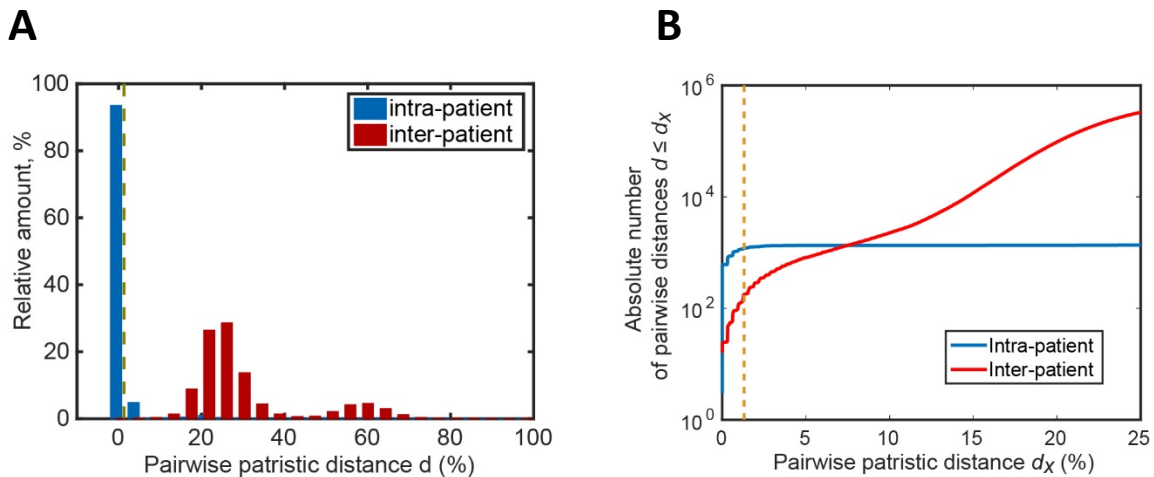 A
100
80
60
40
20
0
Relative amount, %
intra-patient
inter-patient
0 20 40 60 80 100
Pairwise patristic distance d (%)
B
10^6
10^4
10^2
10^0
Absolute number
of pairwise distances d ≤ d_X
Intra-patient
Inter-patient
0 5 10 15 20 25
Pairwise patristic distance d_X (%)